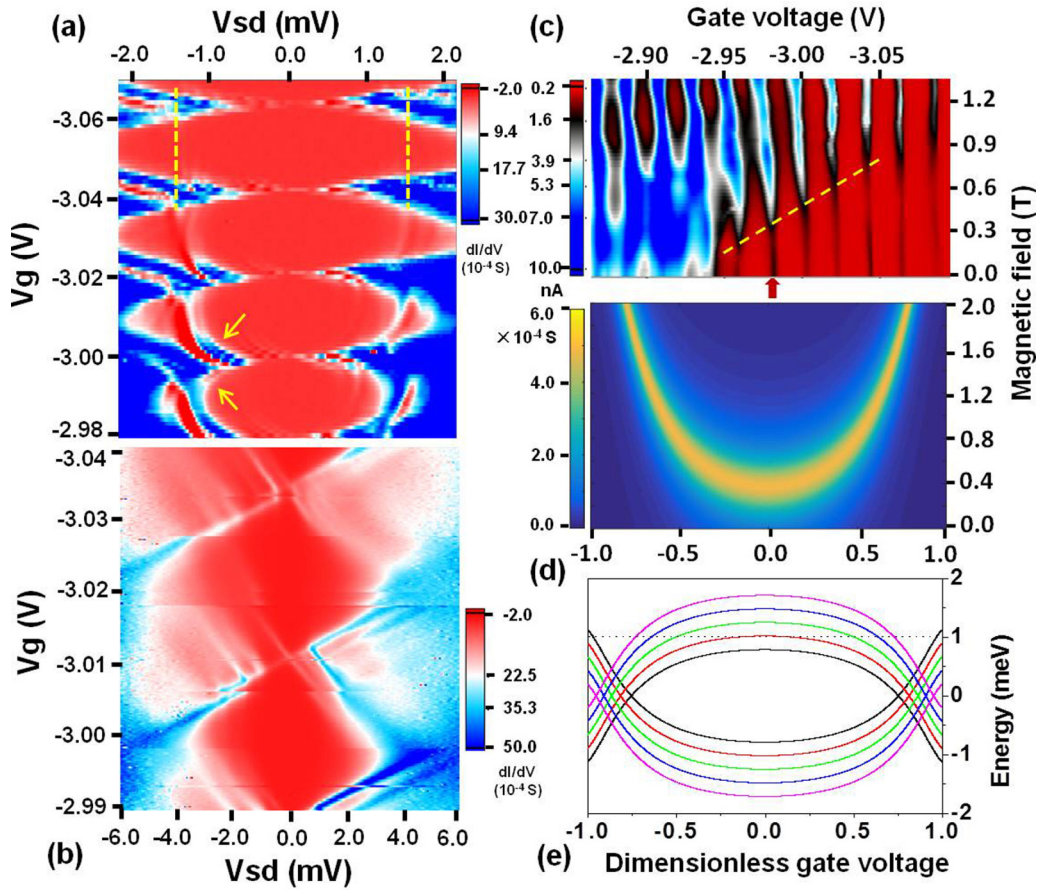 (a)
Vsd (mV)
-2.0 -1.0 0.0 1.0 2.0
Vg (V)
-3.06
-3.04
-3.02
-3.00
-2.98
-2.0
9.4
17.7
30.0
dI/dV
(10⁻⁴ S)
(c)
Gate voltage (V)
-2.90 -2.95 -3.00 -3.05
0.2
1.6
3.9
5.3
7.0
10.0
nA
1.2
0.9
0.6
0.3
0.0
Magnetic field (T)
6.0
× 10⁻⁴ S
4.0
2.0
0.0
2.0
1.6
1.2
0.8
0.4
0.0
-1.0 -0.5 0.0 0.5 1.0
(d)
-3.04
-3.03
-3.02
-3.01
-3.00
-2.99
Vg (V)
-2.0
22.5
35.3
50.0
dI/dV
(10⁻⁴ S)
-6.0 -4.0 -2.0 0.0 2.0 4.0 6.0
(b)
Vsd (mV)
2
1
0
-1
-2
Energy (meV)
-1.0 -0.5 0.0 0.5 1.0
(e)
Dimensionless gate voltage